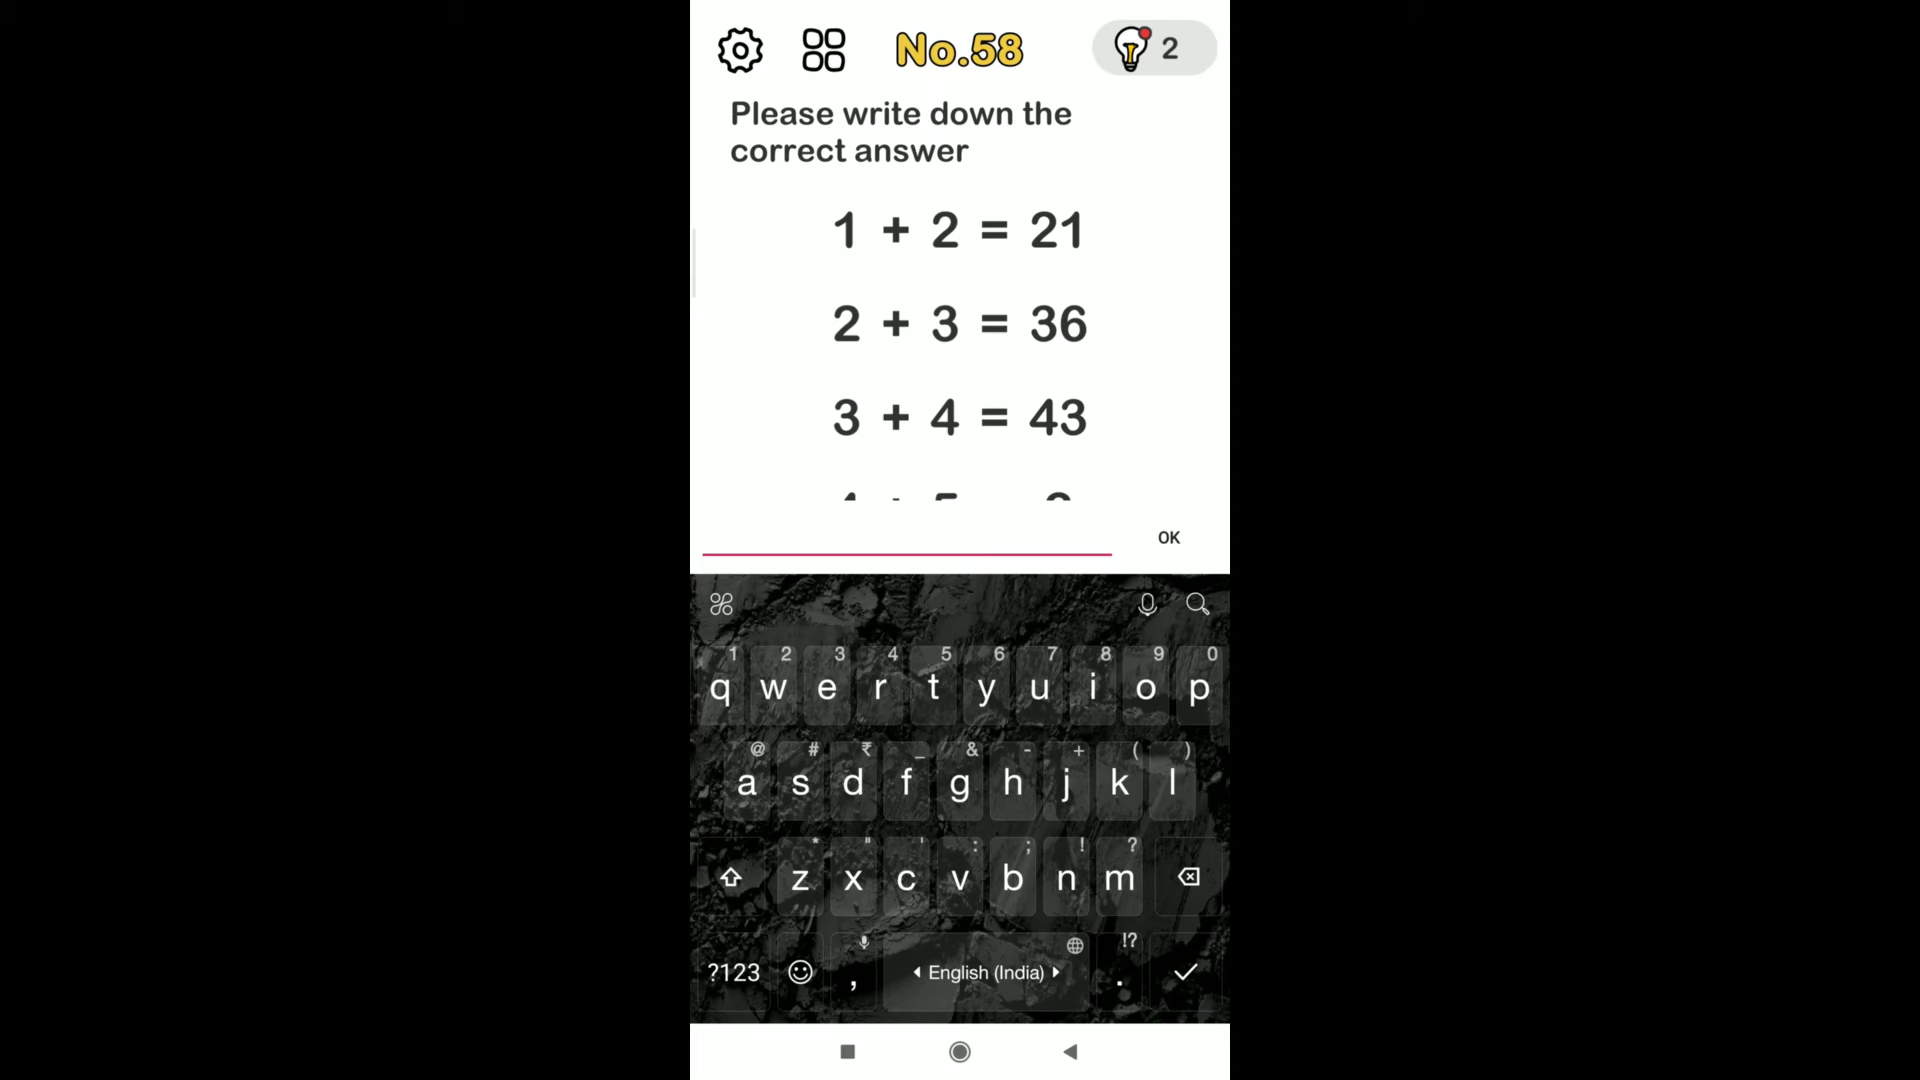 No.58
2
Please write down the
correct answer
1 + 2 = 21
2 + 3 = 36
3 + 4 = 43
OK
1 2 3 4 5 6 7 8 9 0
q w e r t y u i o p
@ # ₹ _ & - + ( )
a s d f g h j k l
* " ' : ; ! ?
z x c v b n m
!?
?123 , English (India) .